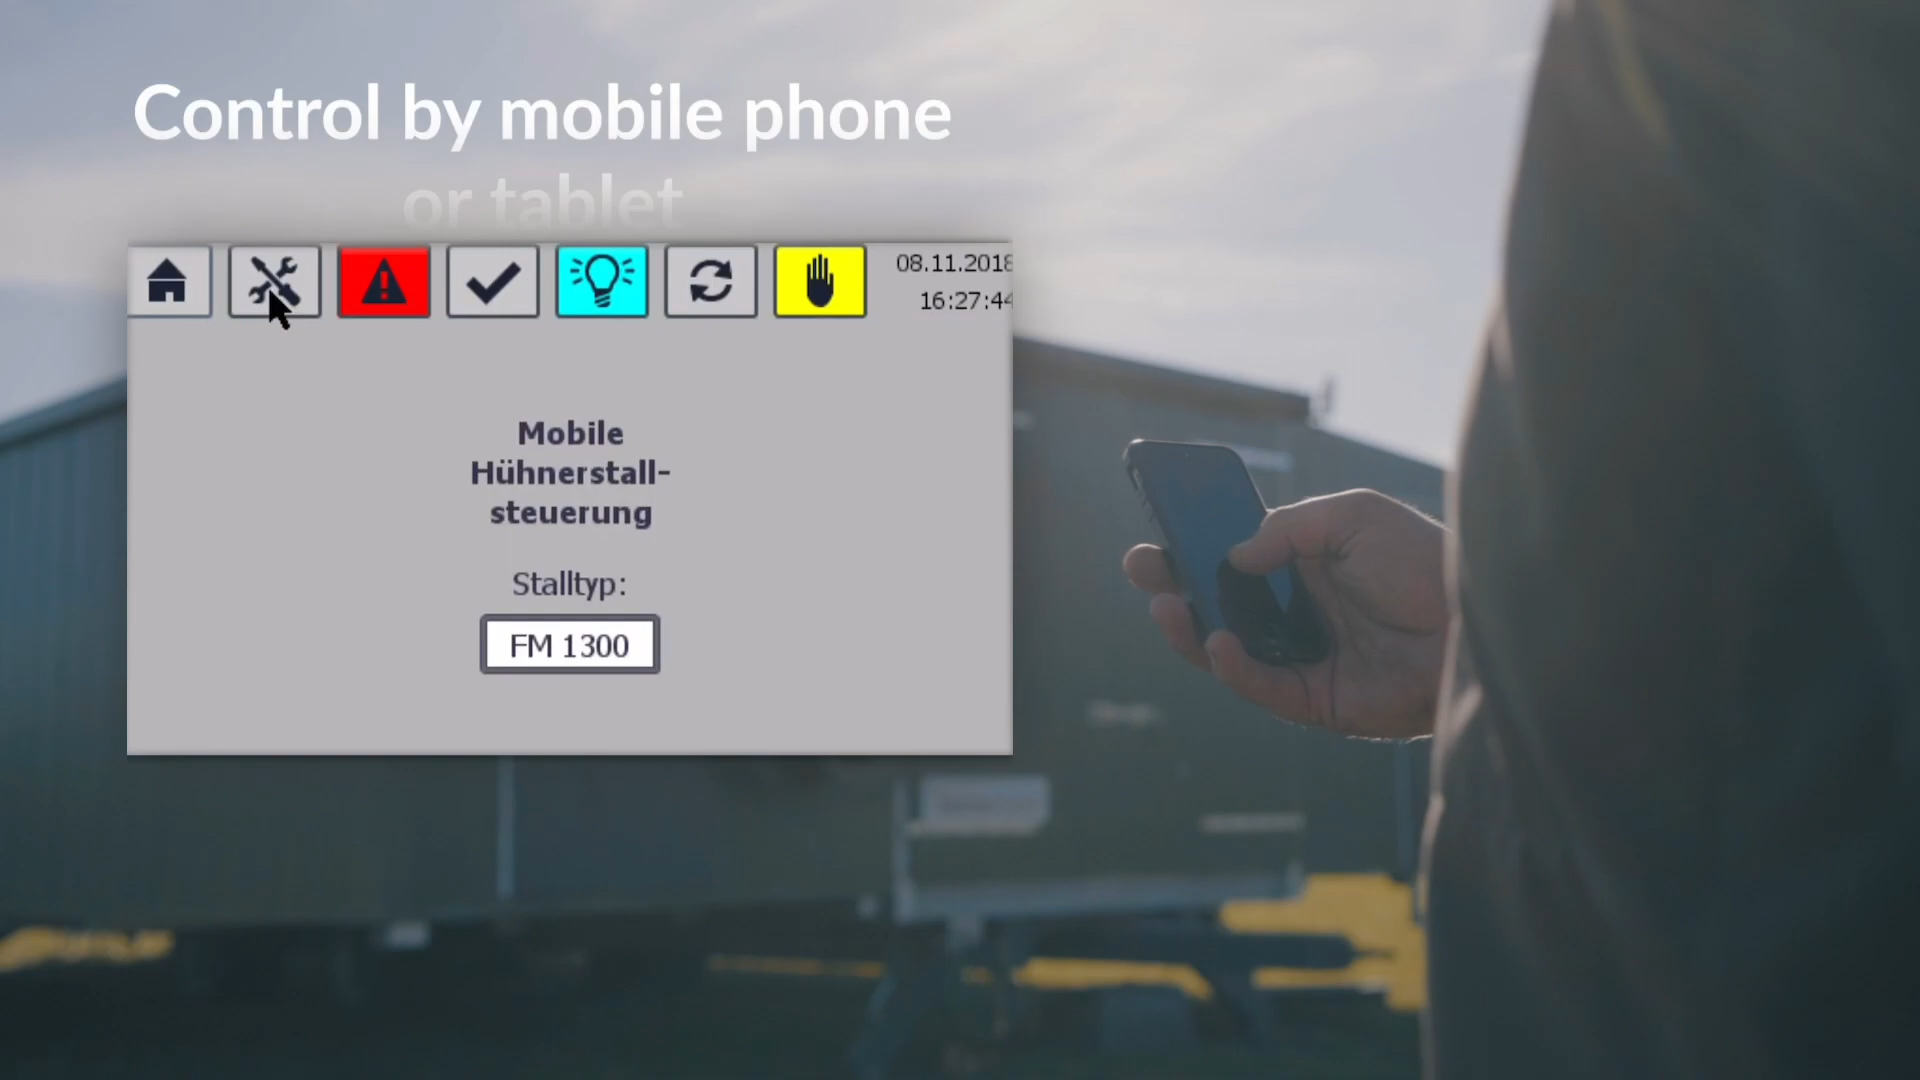 Control by mobile phone
or tablet
08.11.2018
16:27:44
Mobile
Hühnerstall-
steuerung
Stalltyp:
FM 1300